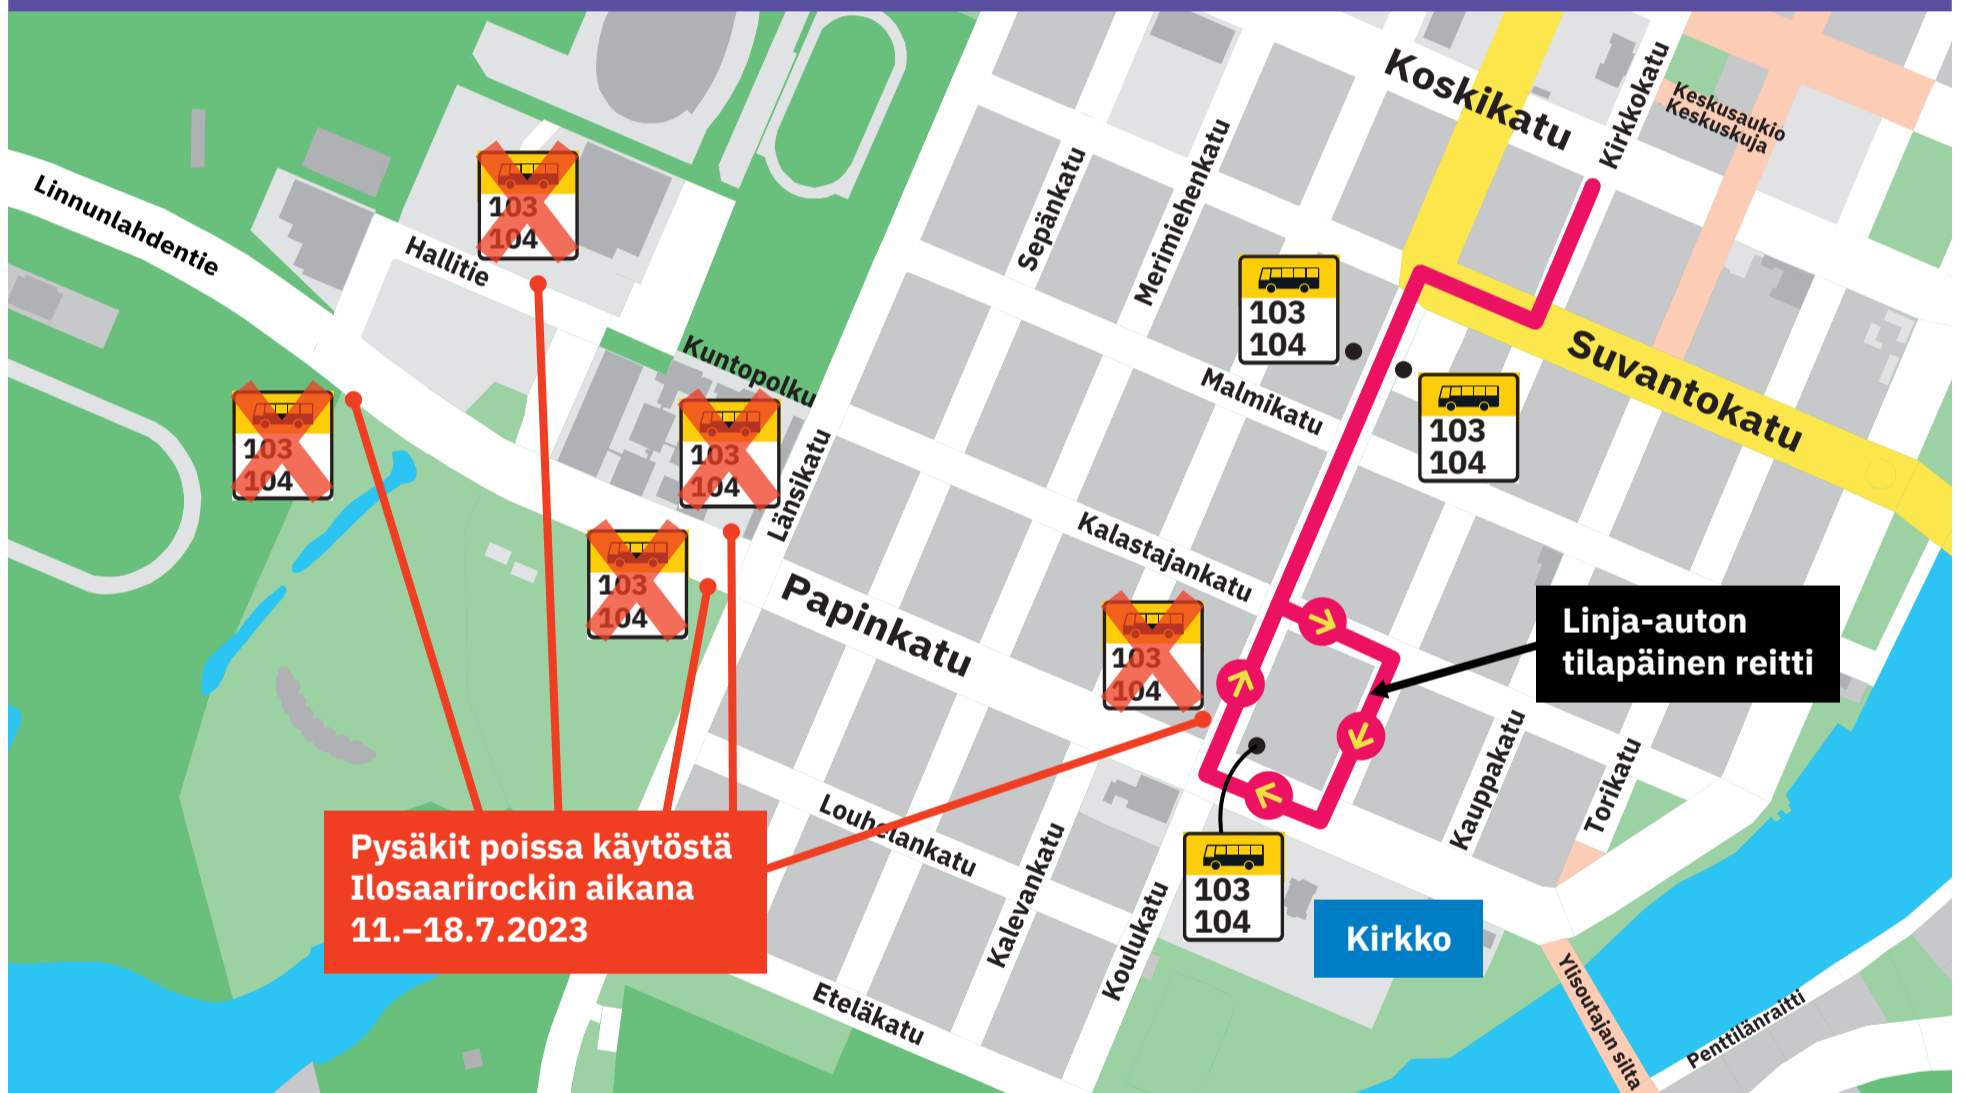 Koskikatu
Kirkkokatu
Keskusaukio
Keskuskuja
Linnunlahdentie
Hallitie
103
104
Sepänkatu
Merimiehenkatu
103
104
Suvantokatu
Kuntopolku
Malmikatu
103
104
103
104
103
104
Länsikatu
103
104
Kalastajankatu
Papinkatu
103
104
Linja-auton
tilapäinen reitti
Kauppakatu
Torikatu
Louhelankatu
Kalevankatu
Koulukatu
Pysäkit poissa käytöstä
Ilosaarirockin aikana
11.–18.7.2023
103
104
Kirkko
Eteläkatu
Ylisoutajan silta
Penttilänraitti